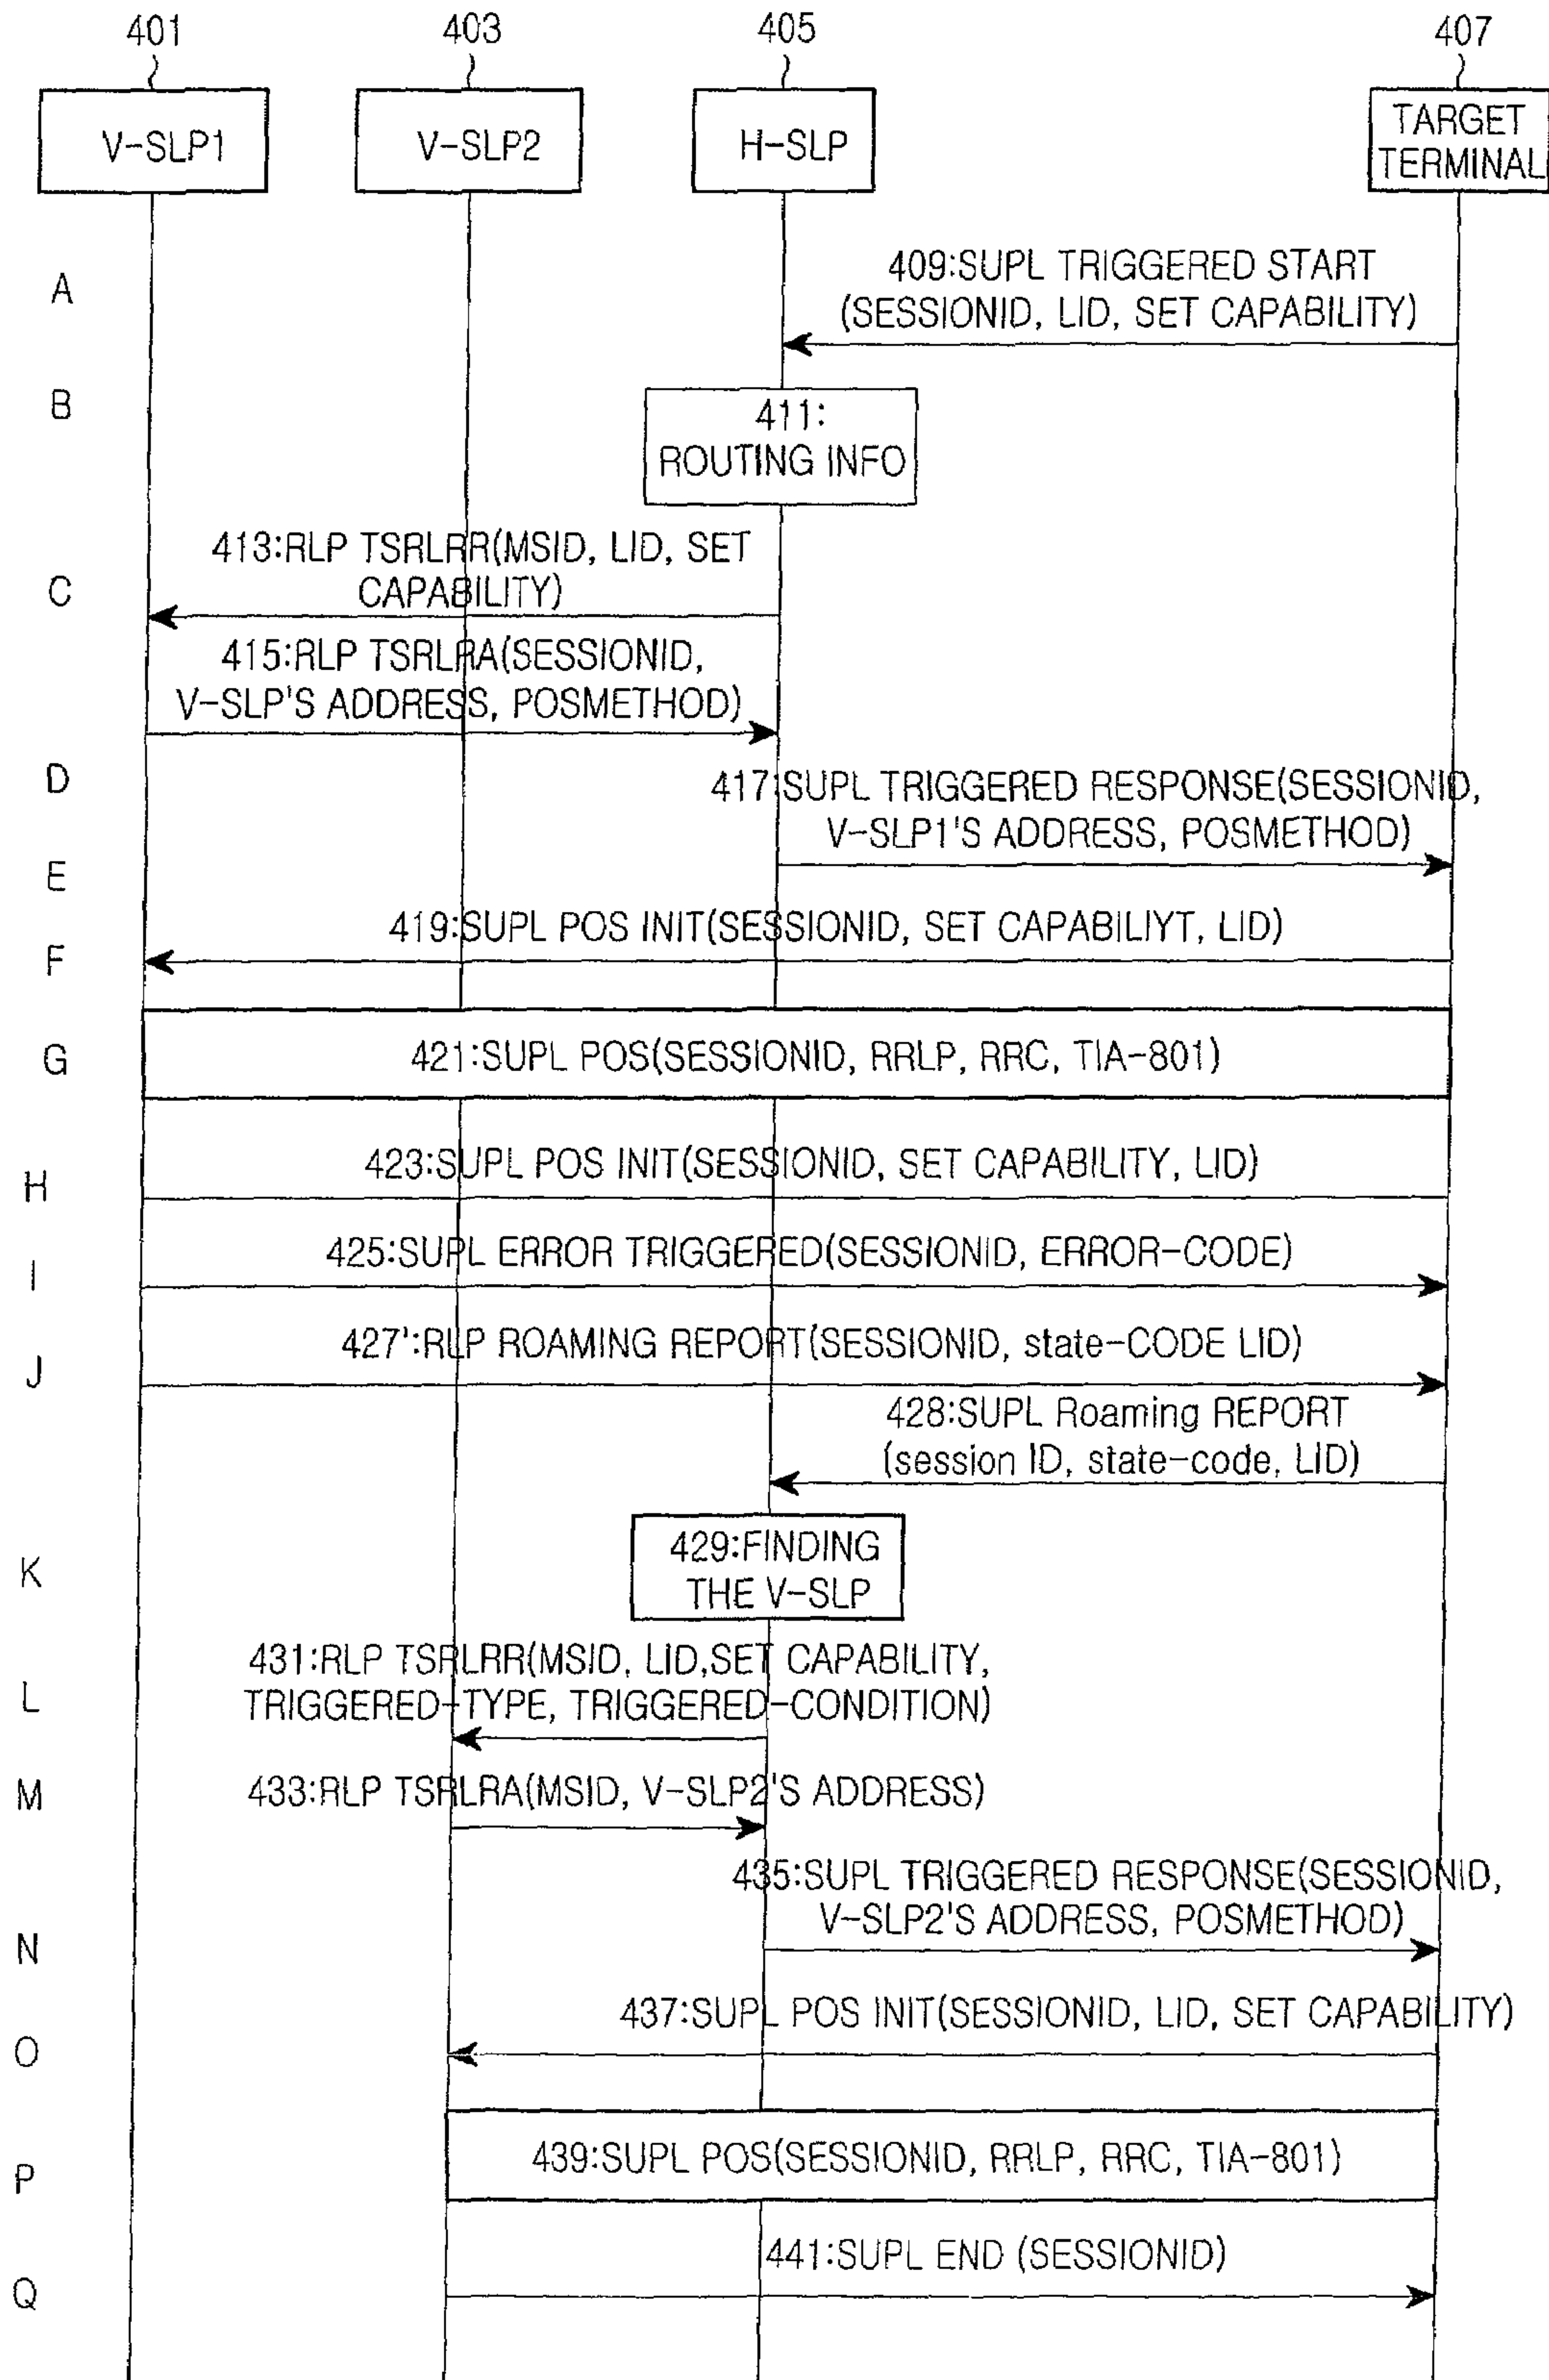 401
403
405
407
V-SLP1
V-SLP2
H-SLP
TARGET
TERMINAL
A
409:SUPL TRIGGERED START
(SESSIONID, LID, SET CAPABILITY)
B
411:
ROUTING INFO
413:RLP TSRLRR(MSID, LID, SET
CAPABILITY)
C
415:RLP TSRLRA(SESSIONID,
V-SLP'S ADDRESS, POSMETHOD)
D
417:SUPL TRIGGERED RESPONSE(SESSIONID,
V-SLP1'S ADDRESS, POSMETHOD)
E
419:SUPL POS INIT(SESSIONID, SET CAPABILIYT, LID)
F
G
421:SUPL POS(SESSIONID, RRLP, RRC, TIA-801)
423:SUPL POS INIT(SESSIONID, SET CAPABILITY, LID)
H
425:SUPL ERROR TRIGGERED(SESSIONID, ERROR-CODE)
I
427':RLP ROAMING REPORT(SESSIONID, state-CODE LID)
J
428:SUPL Roaming REPORT
(session ID, state-code, LID)
429:FINDING
THE V-SLP
K
431:RLP TSRLRR(MSID, LID,SET CAPABILITY,
TRIGGERED-TYPE, TRIGGERED-CONDITION)
L
433:RLP TSRLRA(MSID, V-SLP2'S ADDRESS)
M
435:SUPL TRIGGERED RESPONSE(SESSIONID,
V-SLP2'S ADDRESS, POSMETHOD)
N
437:SUPL POS INIT(SESSIONID, LID, SET CAPABILITY)
O
439:SUPL POS(SESSIONID, RRLP, RRC, TIA-801)
P
441:SUPL END (SESSIONID)
Q